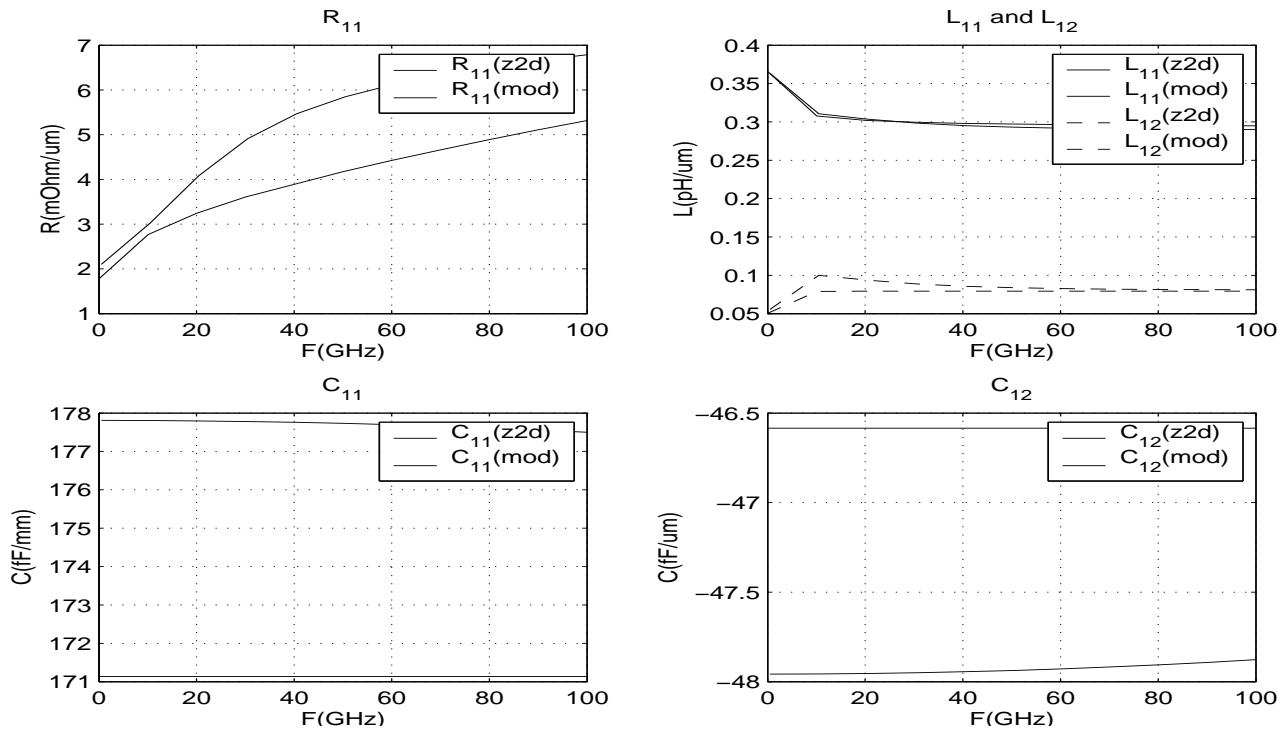 R11
7
6
5
4
3
2
1
R(mOhm/um)
R11(z2d)
R11(mod)
0 20 40 60 80 100
F(GHz)
L11 and L12
0.4
0.35
0.3
0.25
0.2
0.15
0.1
0.05
L(pH/um)
L11(z2d)
L11(mod)
L12(z2d)
L12(mod)
0 20 40 60 80 100
F(GHz)
C11
178
177
176
175
174
173
172
171
C(fF/mm)
C11(z2d)
C11(mod)
0 20 40 60 80 100
F(GHz)
C12
−46.5
−47
−47.5
−48
C(fF/um)
C12(z2d)
C12(mod)
0 20 40 60 80 100
F(GHz)